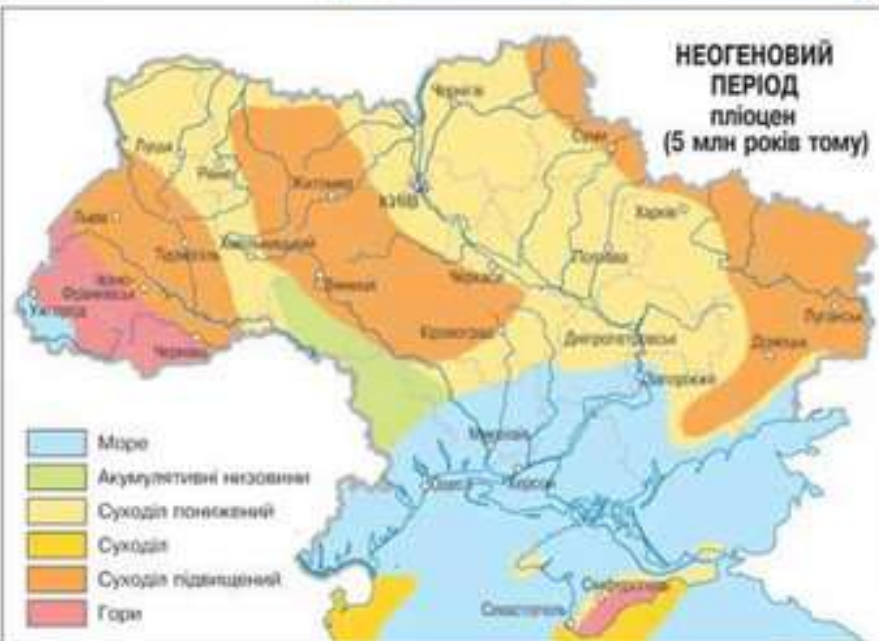 НЕОГЕНОВИЙ
ПЕРІОД
пліоцен
(5 млн років тому)
Чернігів
Луцьк
Рівне
Суми
Житомир
КИЇВ
Львів
Харків
Тернопіль
Хмельницький
Полтава
Івано-
Франківськ
Вінниця
Черкаси
Ужгород
Луганськ
Кіровоград
Дніпропетровськ
Донецьк
Чернівці
Запоріжжя
Миколаїв
Одеса
Херсон
Сімферополь
Севастополь
Море
Акумулятивні низовини
Суходіл понижений
Суходіл
Суходіл підвищений
Гори